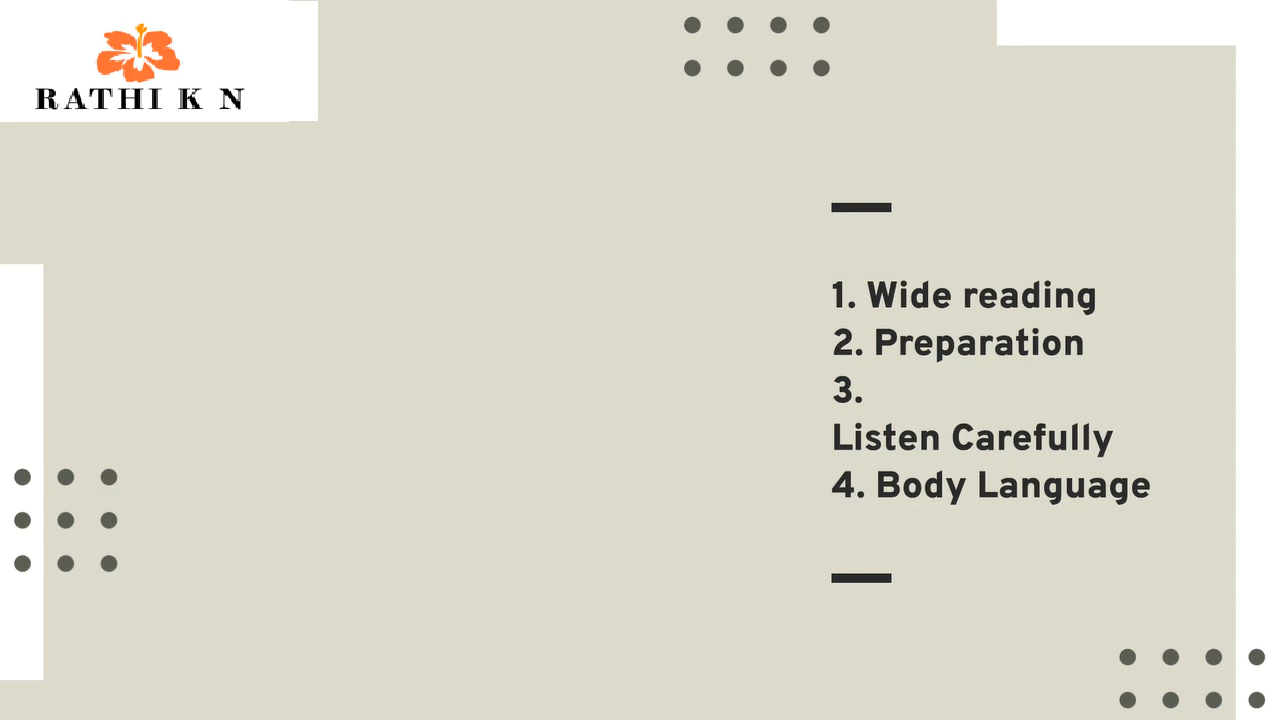 RATHI K N
1. Wide reading
2. Preparation
3.
Listen Carefully
4. Body Language